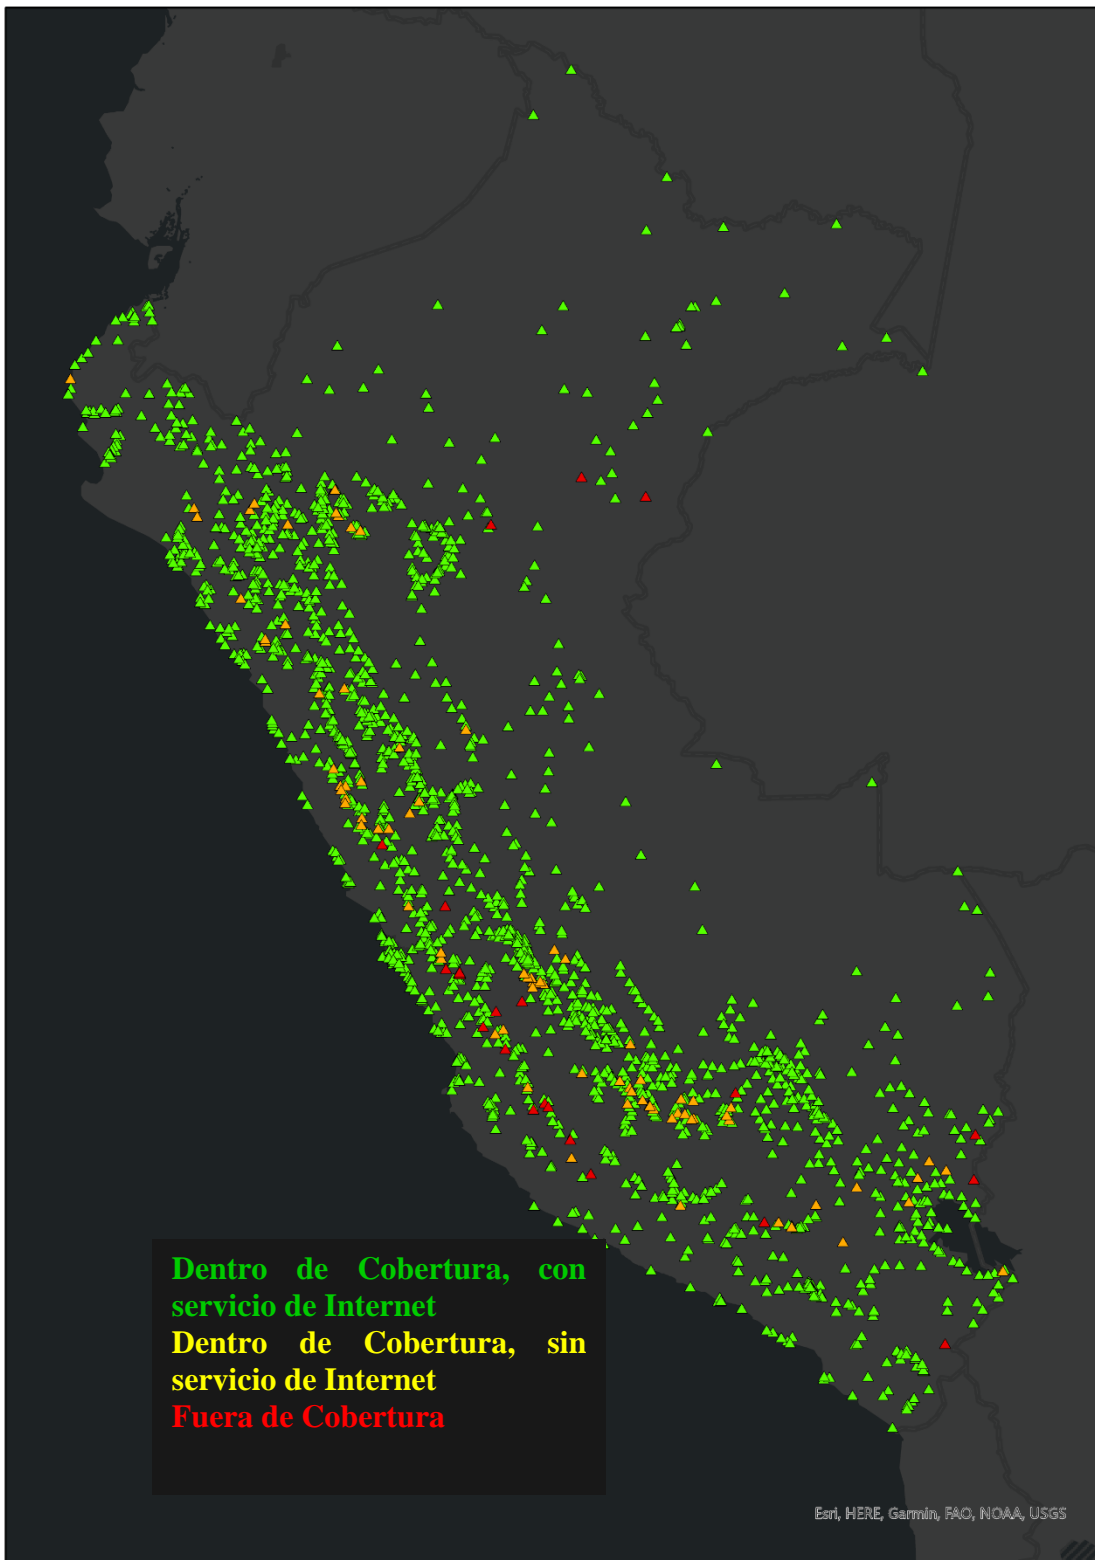 Dentro de Cobertura, con
servicio de Internet
Dentro de Cobertura, sin
servicio de Internet
Fuera de Cobertura
Esri, HERE, Garmin, FAO, NOAA, USGS